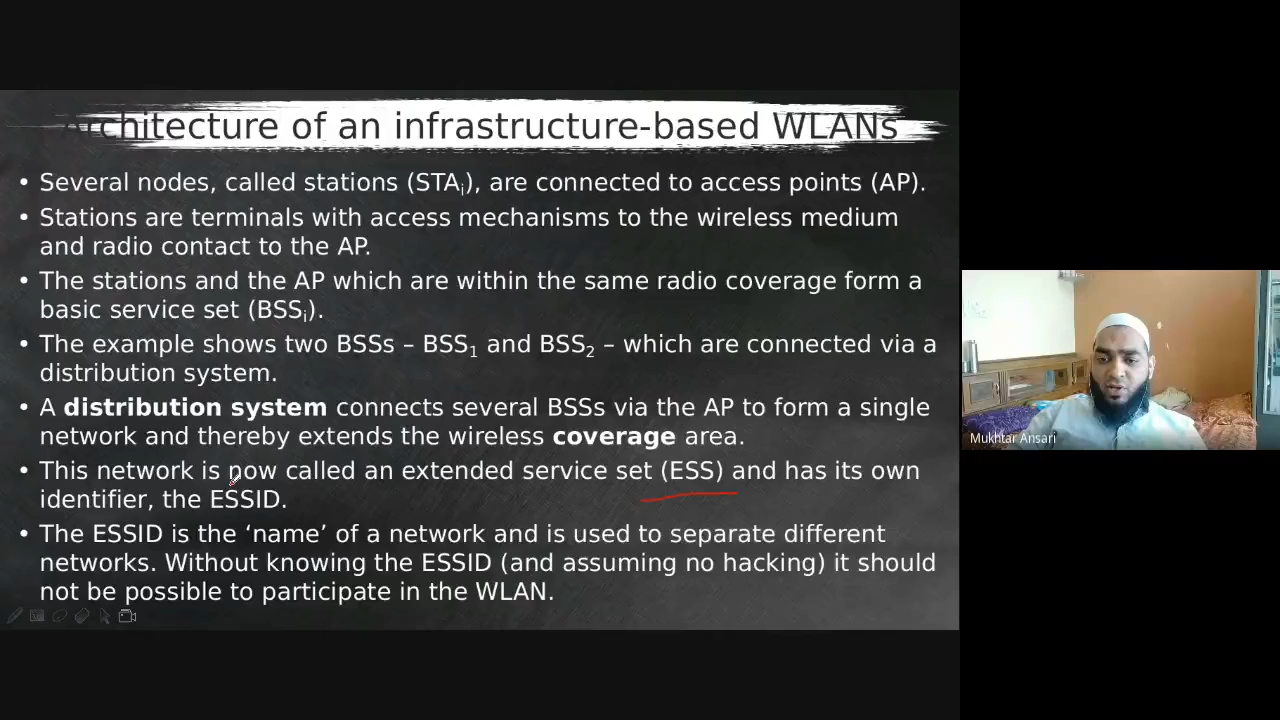 Architecture of an infrastructure-based WLANs
• Several nodes, called stations (STAi), are connected to access points (AP).
• Stations are terminals with access mechanisms to the wireless medium
and radio contact to the AP.
• The stations and the AP which are within the same radio coverage form a
basic service set (BSSi).
• The example shows two BSSs – BSS1 and BSS2 – which are connected via a
distribution system.
• A distribution system connects several BSSs via the AP to form a single
network and thereby extends the wireless coverage area.
• This network is now called an extended service set (ESS) and has its own
identifier, the ESSID.
• The ESSID is the ‘name’ of a network and is used to separate different
networks. Without knowing the ESSID (and assuming no hacking) it should
not be possible to participate in the WLAN.
Mukhtar Ansari